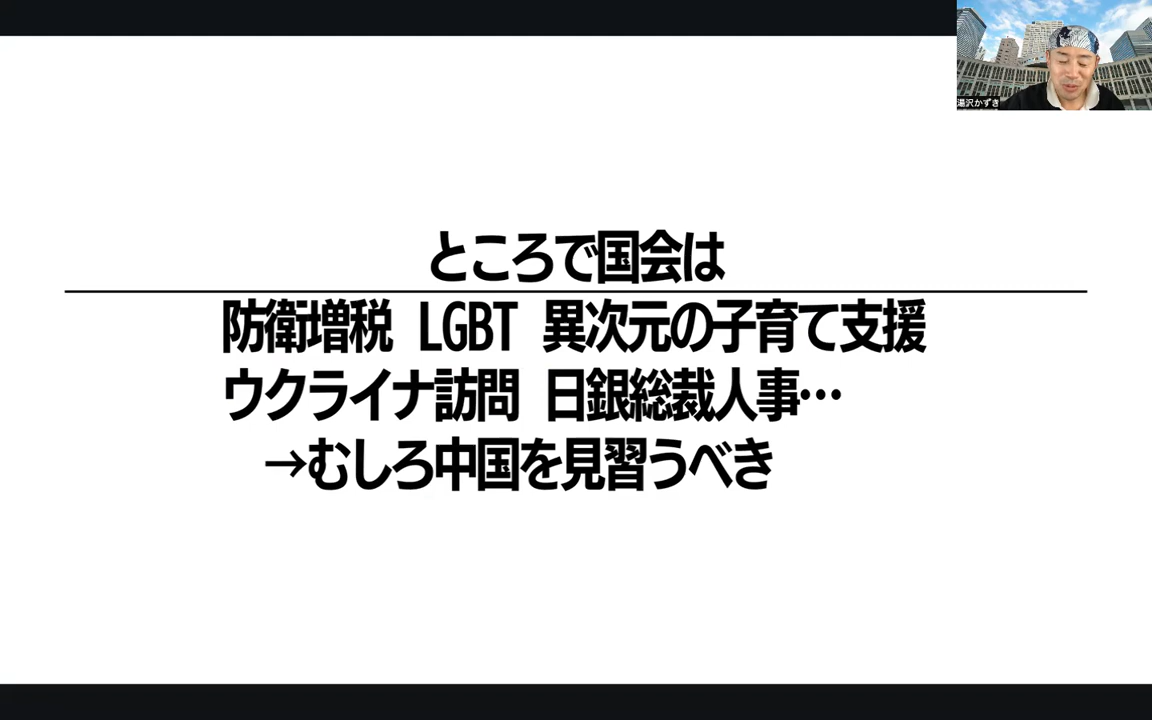 湯沢かずき
ところで国会は
防衛増税 LGBT 異次元の子育て支援
ウクライナ訪問 日銀総裁人事…
→むしろ中国を見習うべき